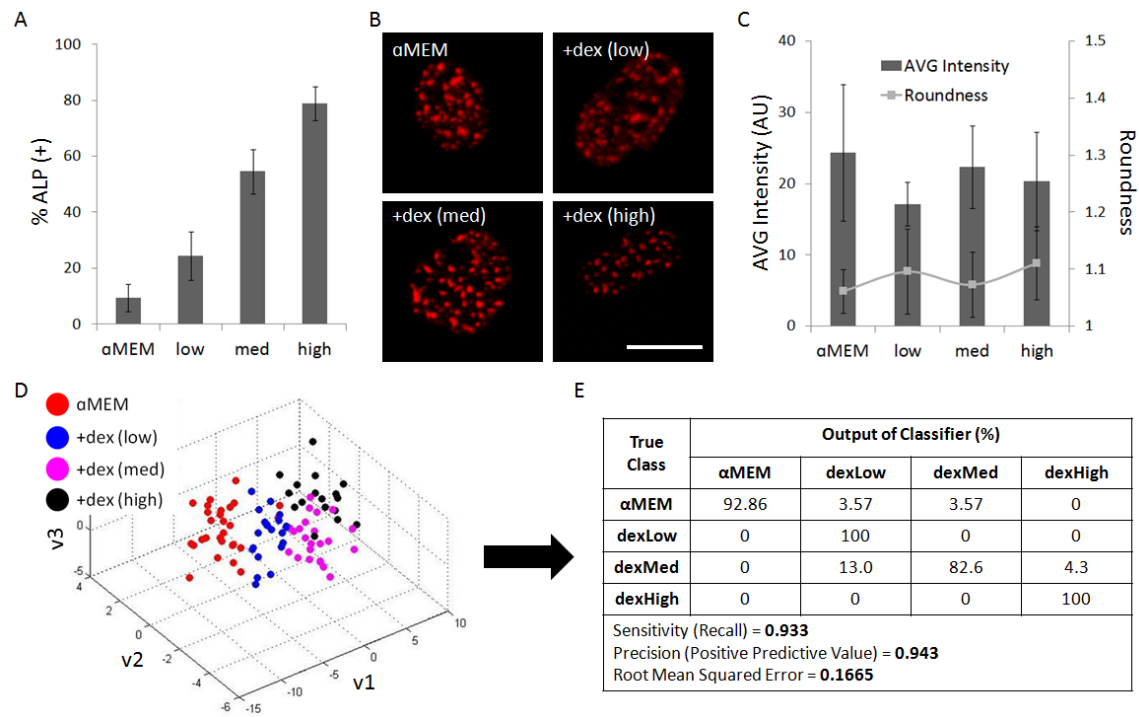 A
% ALP (+)
100
80
60
40
20
0
αMEM low med high
B
αMEM
+dex (low)
+dex (med)
+dex (high)
C
AVG Intensity (AU)
40
30
20
10
0
AVG Intensity
Roundness
1.5
1.4
1.3
1.2
1.1
1
Roundness
αMEM low med high
D
αMEM
+dex (low)
+dex (med)
+dex (high)
v3
0
-5
4
2
0
-2
-4
-6
v2
-15
-10
-5
0
5
10
v1
E
True Class
Output of Classifier (%)
αMEM dexLow dexMed dexHigh
αMEM 92.86 3.57 3.57 0
dexLow 0 100 0 0
dexMed 0 13.0 82.6 4.3
dexHigh 0 0 0 100
Sensitivity (Recall) = 0.933
Precision (Positive Predictive Value) = 0.943
Root Mean Squared Error = 0.1665